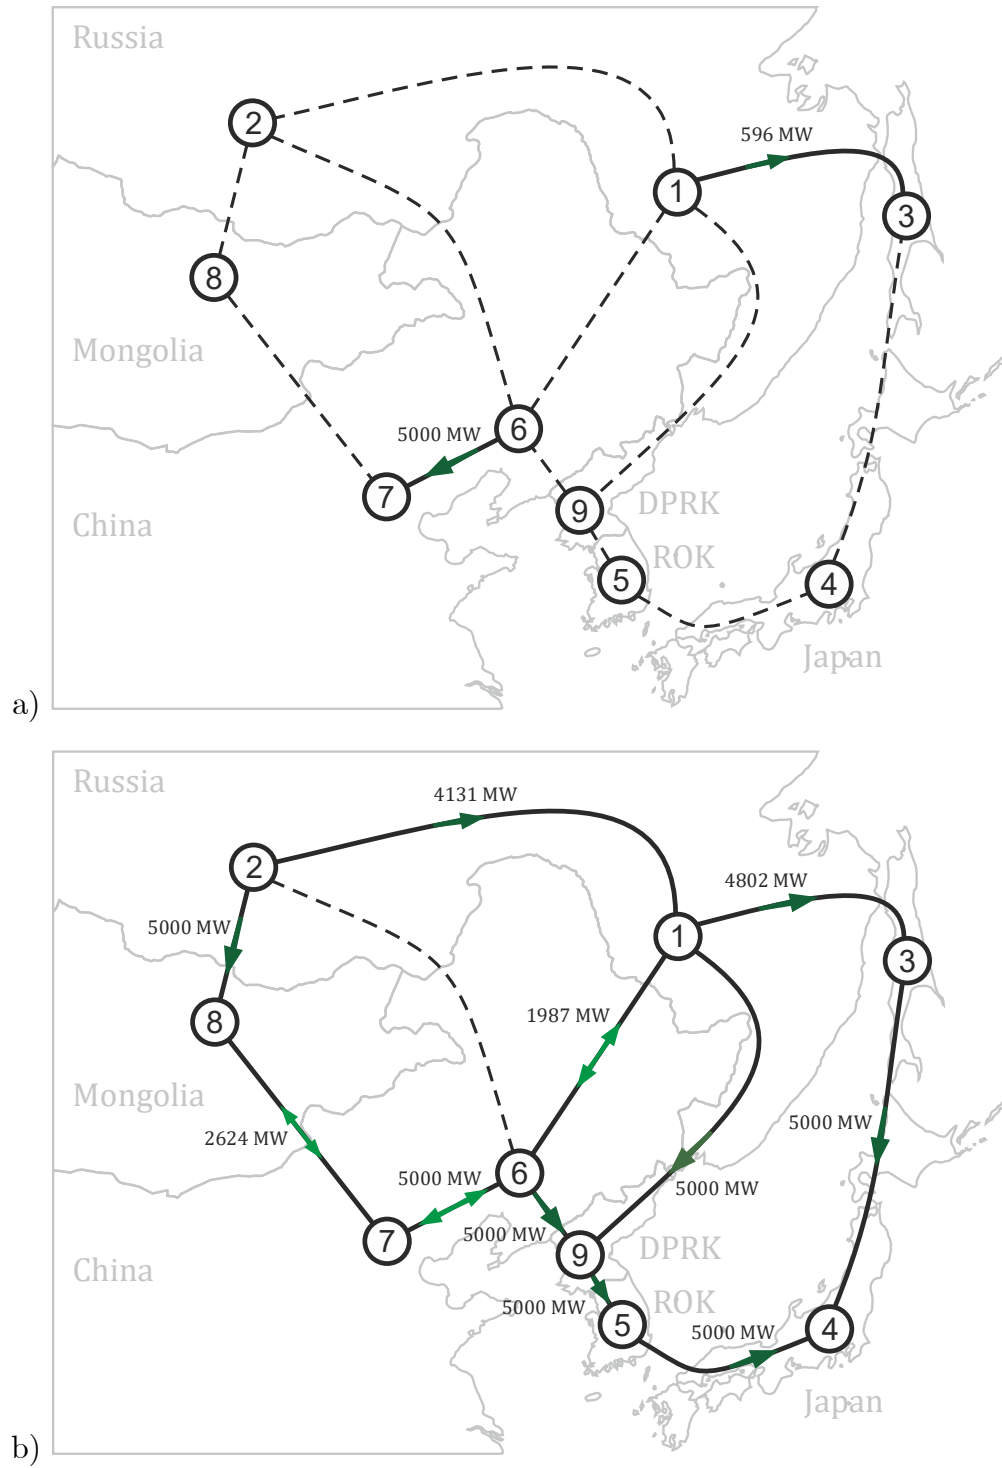 Russia
2
596 MW
1
3
8
Mongolia
5000 MW
6
7
9
China
DPRK
ROK
5
4
Japan
a)
Russia
4131 MW
2
4802 MW
5000 MW
1
3
8
1987 MW
Mongolia
2624 MW
5000 MW
5000 MW
6
5000 MW
5000 MW
7
9
China
DPRK
5000 MW
ROK
5
5000 MW
4
Japan
b)